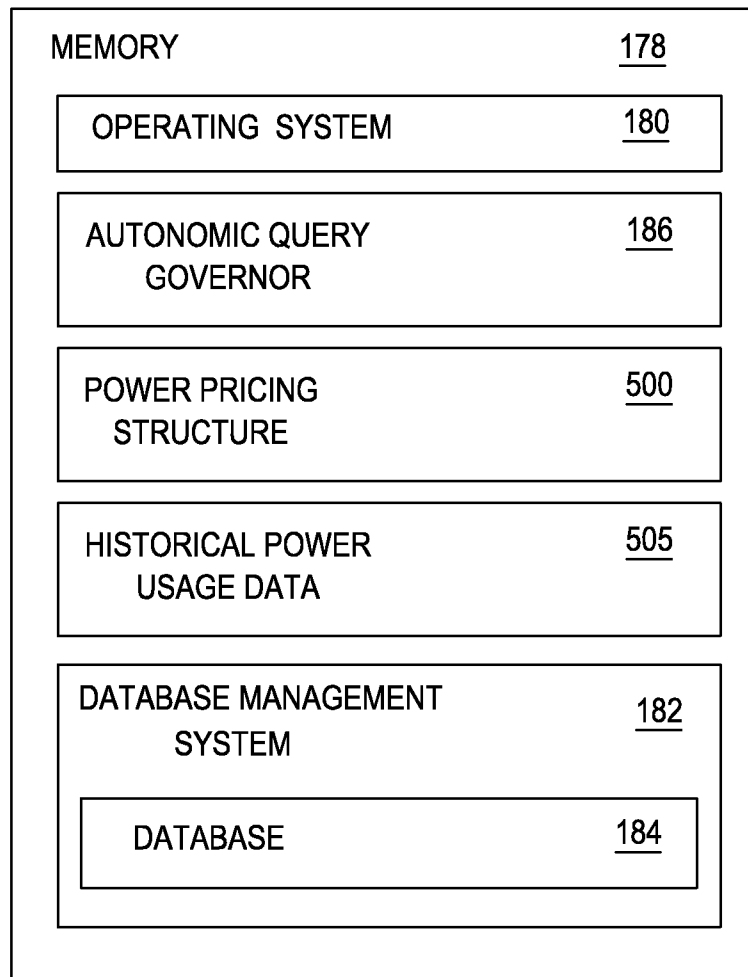 MEMORY 178
OPERATING SYSTEM 180
AUTONOMIC QUERY 186
GOVERNOR
POWER PRICING 500
STRUCTURE
HISTORICAL POWER 505
USAGE DATA
DATABASE MANAGEMENT 182
SYSTEM
DATABASE 184